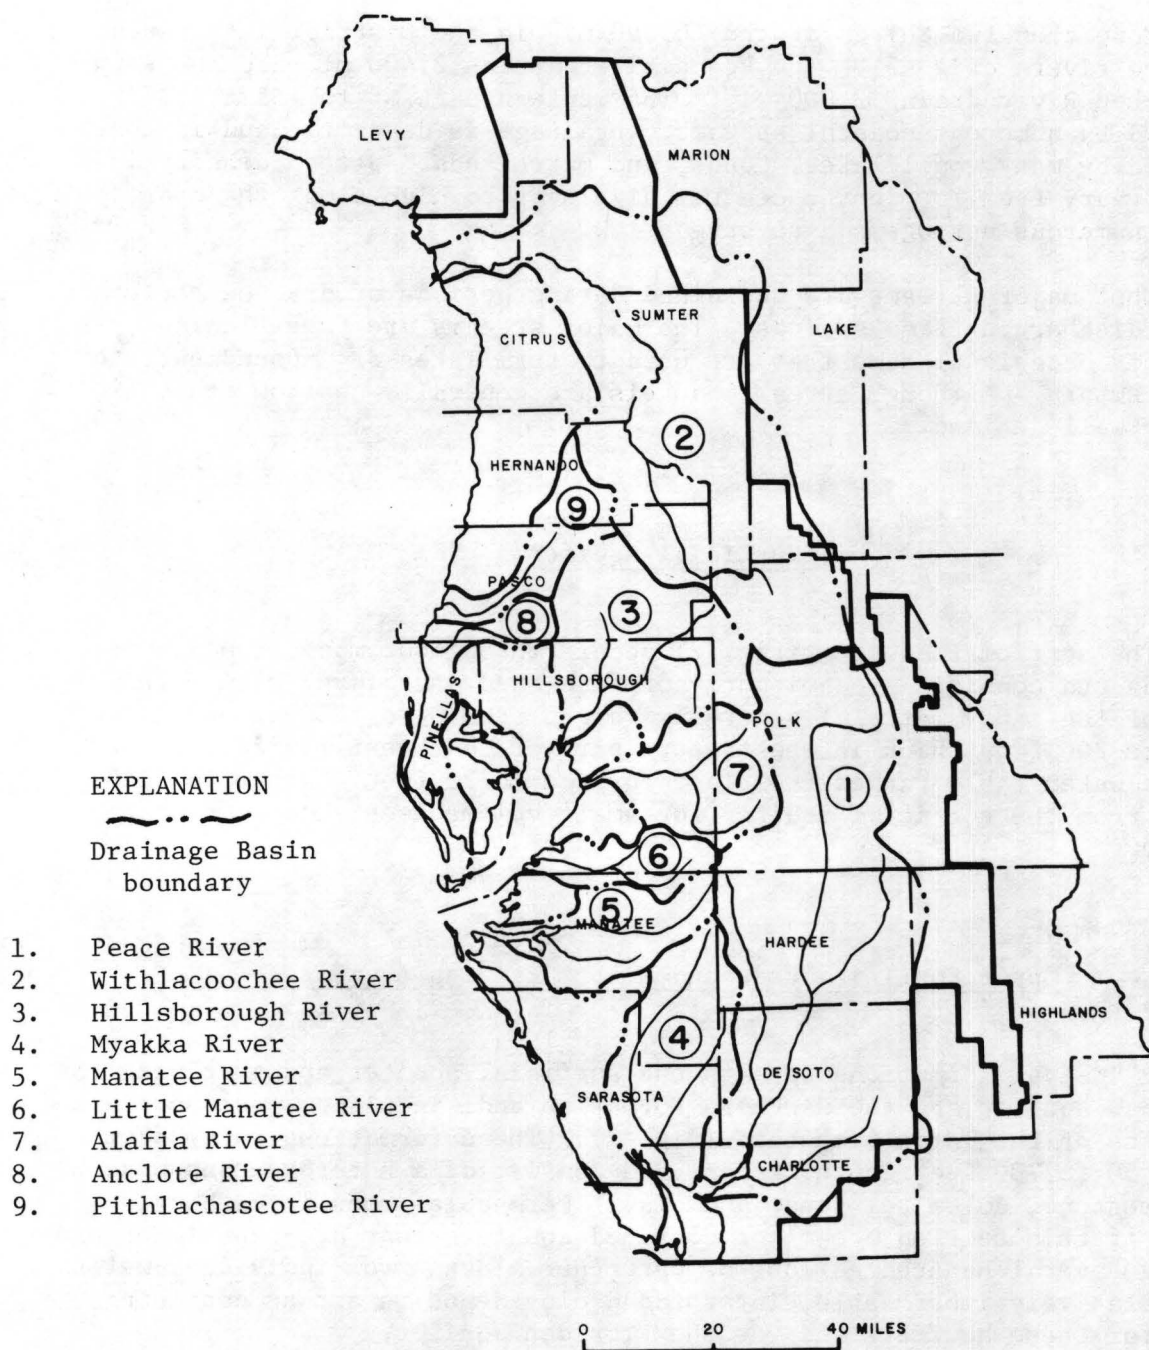 LEVY
MARION
SUMTER
LAKE
CITRUS
2
HERNANDO
9
PASCO
8
3
HILLSBOROUGH
PINELLAS
POLK
7
1
6
5
MANATEE
HARDEE
HIGHLANDS
4
DE SOTO
SARASOTA
CHARLOTTE
EXPLANATION
Drainage Basin
boundary
1. Peace River
2. Withlacoochee River
3. Hillsborough River
4. Myakka River
5. Manatee River
6. Little Manatee River
7. Alafia River
8. Anclote River
9. Pithlachascotee River
0 20 40 MILES